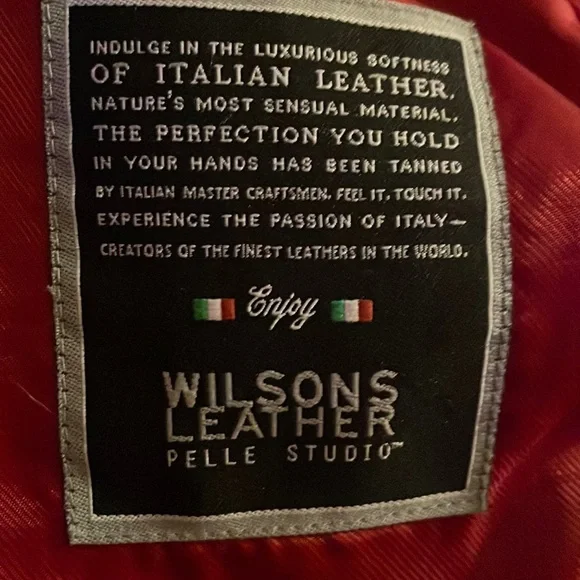 INDULGE IN THE LUXURIOUS SOFTNESS
OF ITALIAN LEATHER.
NATURE'S MOST SENSUAL MATERIAL.
THE PERFECTION YOU HOLD
IN YOUR HANDS HAS BEEN TANNED
BY ITALIAN MASTER CRAFTSMEN. FEEL IT. TOUCH IT.
EXPERIENCE THE PASSION OF ITALY—
CREATORS OF THE FINEST LEATHERS IN THE WORLD.
Enjoy
WILSONS
LEATHER
PELLE STUDIO™